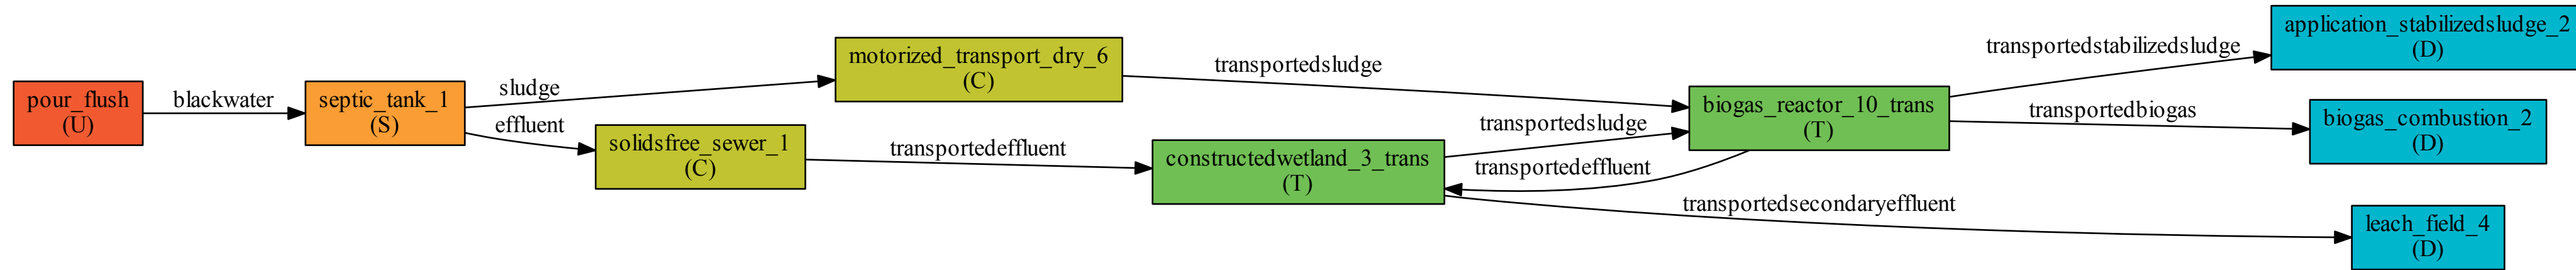 pour_flush
(U)
blackwater
septic_tank_1
(S)
sludge
effluent
motorized_transport_dry_6
(C)
solidsfree_sewer_1
(C)
transportedsludge
transportedeffluent
constructedwetland_3_trans
(T)
transportedsludge
transportedeffluent
biogas_reactor_10_trans
(T)
transportedstabilizedsludge
transportedbiogas
transportedsecondaryeffluent
application_stabilizedsludge_2
(D)
biogas_combustion_2
(D)
leach_field_4
(D)